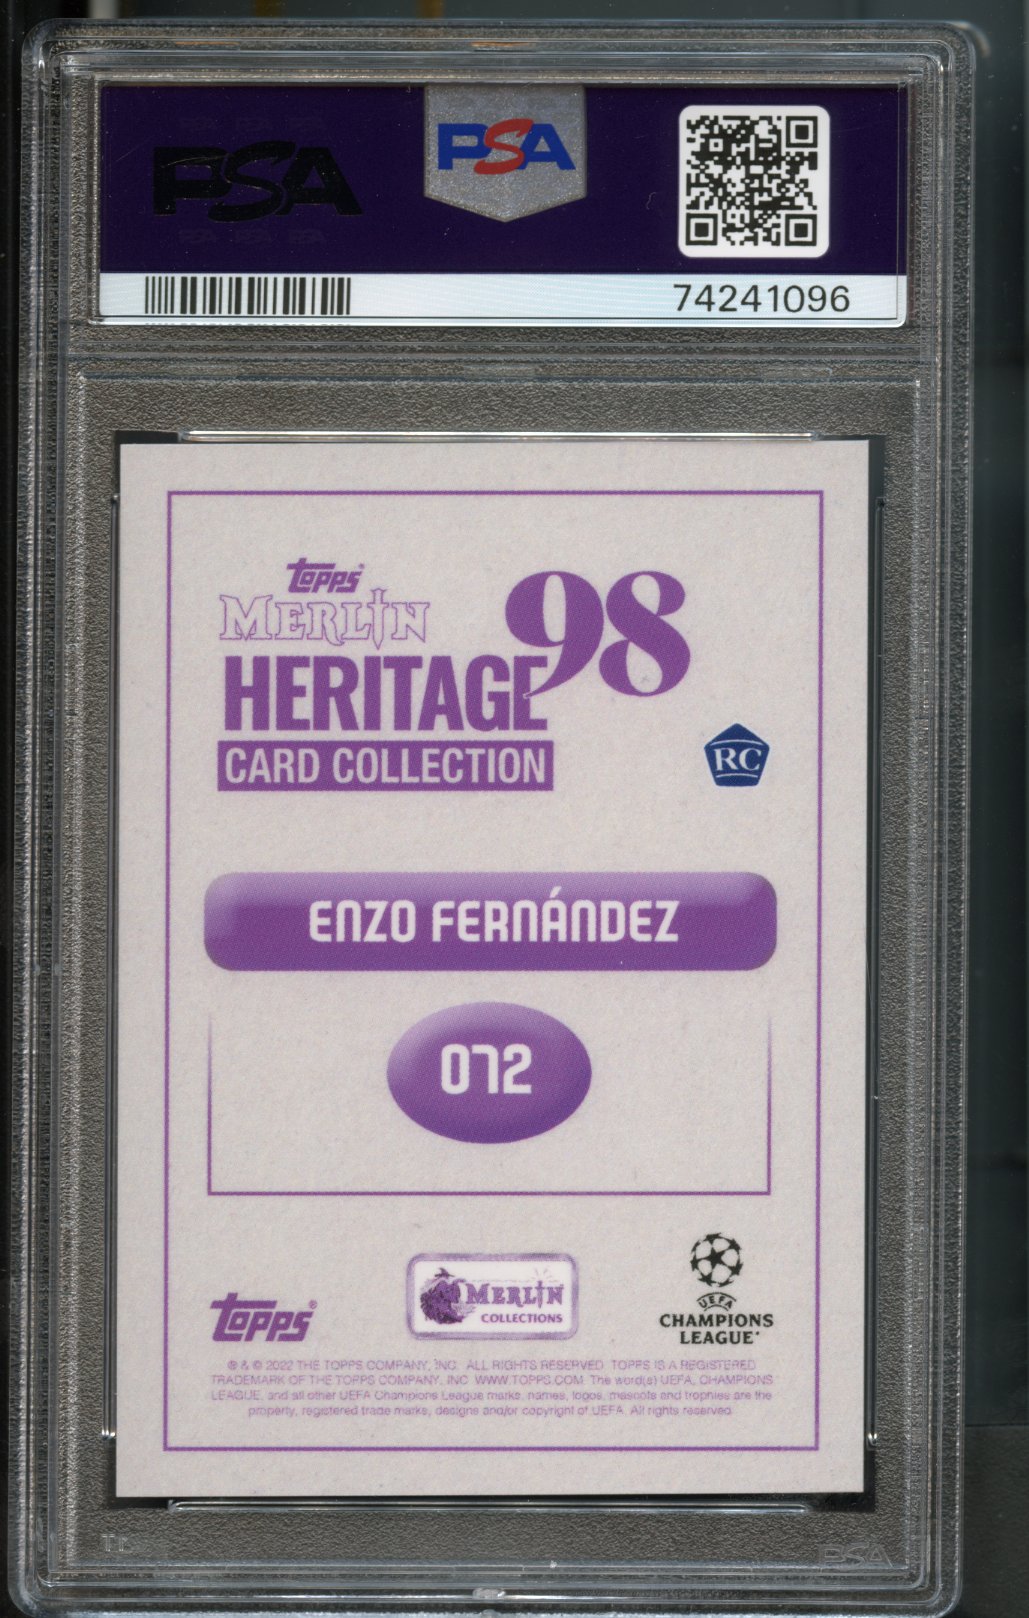 PSA
PSA
74241096
topps
MERLIN
HERITAGE 98
CARD COLLECTION
RC
ENZO FERNÁNDEZ
072
topps®
MERLIN
COLLECTIONS
UEFA
CHAMPIONS
LEAGUE
® & © 2022 THE TOPPS COMPANY, INC. ALL RIGHTS RESERVED. TOPPS IS A REGISTERED
TRADEMARK OF THE TOPPS COMPANY, INC. WWW.TOPPS.COM. The word(s) UEFA, CHAMPIONS
LEAGUE, and all other UEFA Champions League marks, names, logos, mascots and trophies are the
property, registered trade marks, designs and/or copyright of UEFA. All rights reserved.
PSA